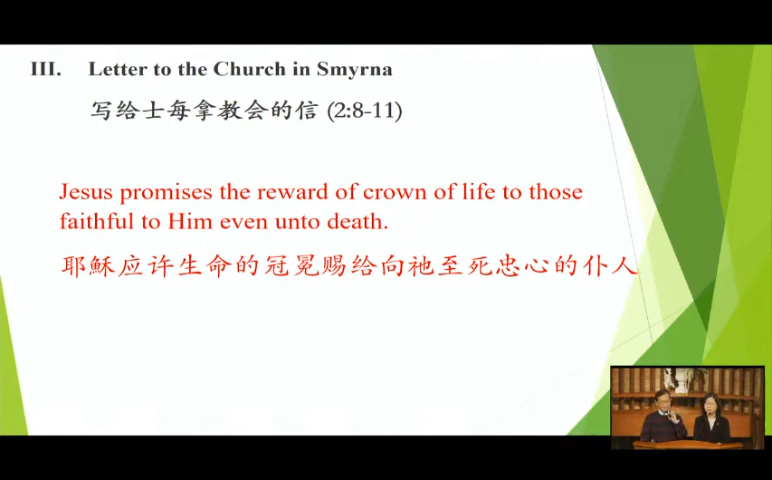 III. Letter to the Church in Smyrna
写给士每拿教会的信 (2:8-11)
Jesus promises the reward of crown of life to those
faithful to Him even unto death.
耶穌应许生命的冠冕赐给向祂至死忠心的仆人